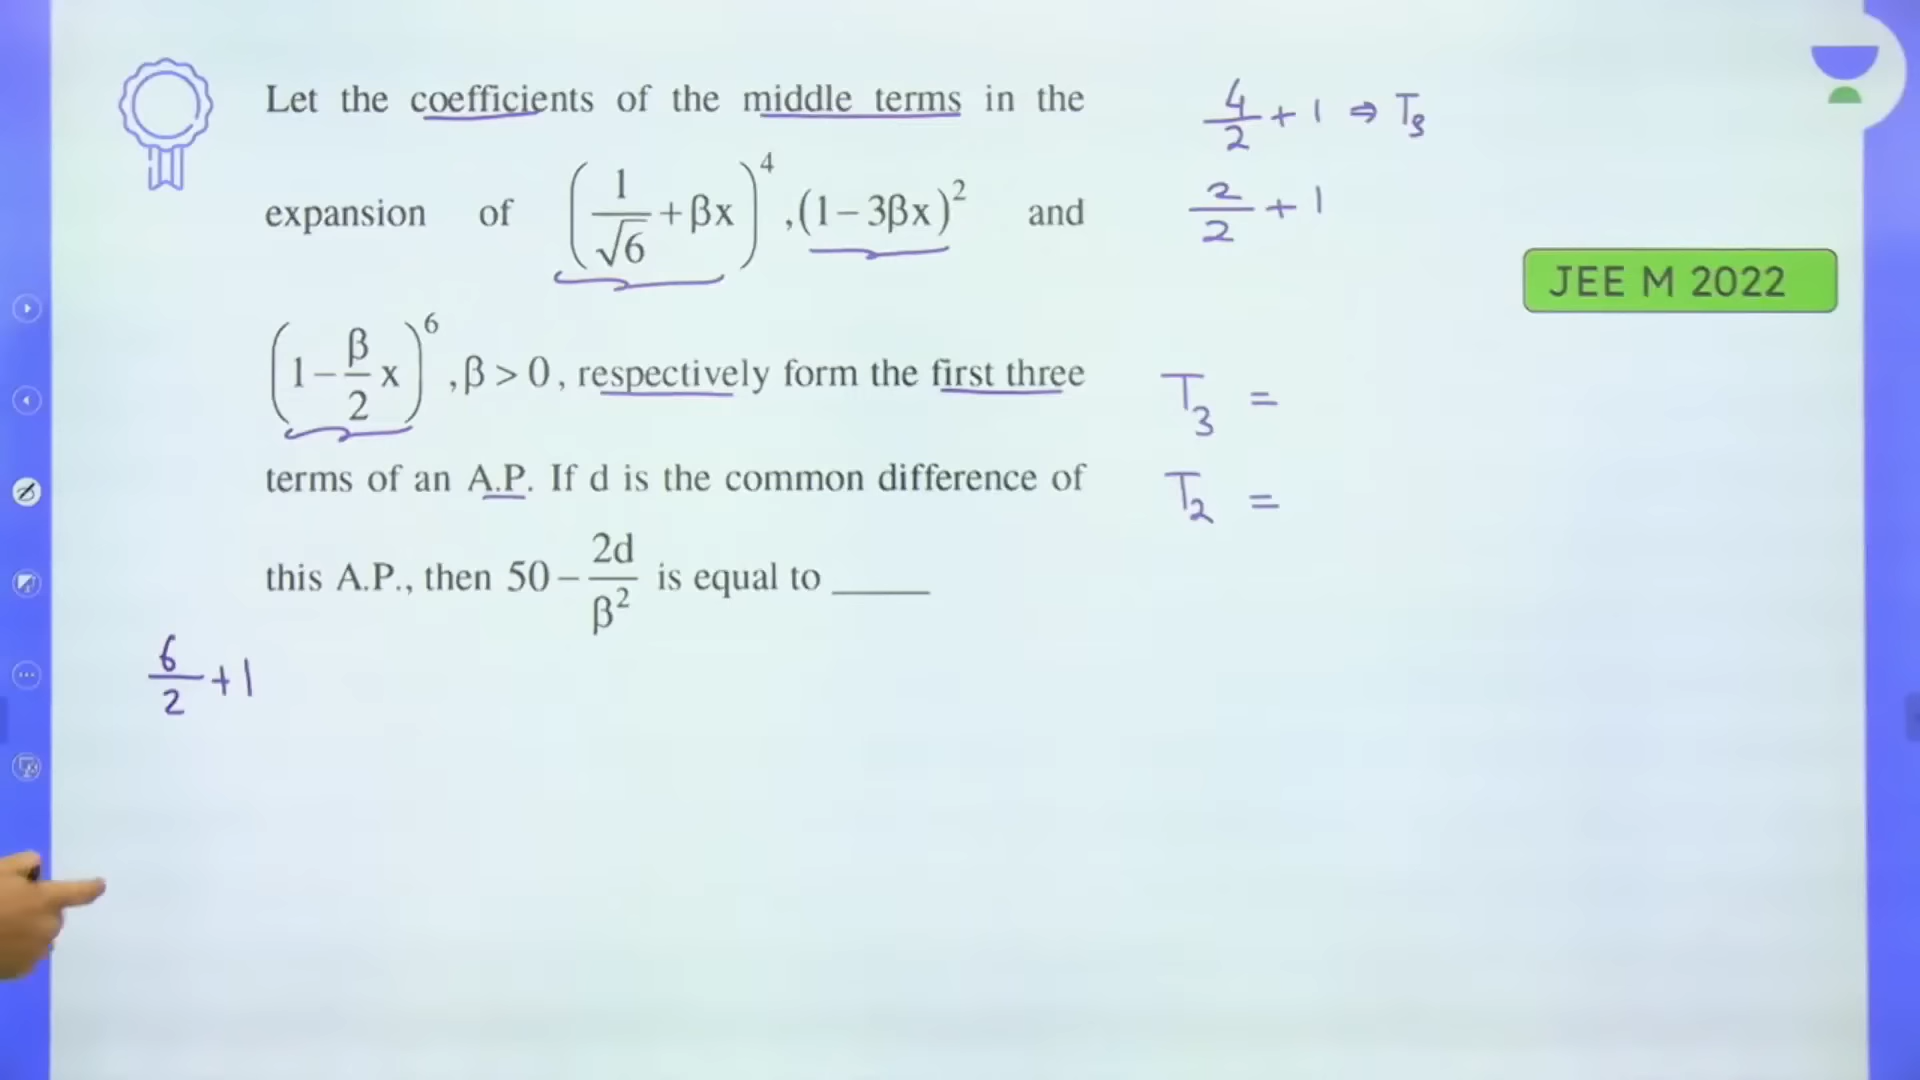 Let the coefficients of the middle terms in the
expansion of (1/√6 + βx)⁴, (1 − 3βx)² and
(1 − β/2 x)⁶, β > 0, respectively form the first three
terms of an A.P. If d is the common difference of
this A.P., then 50 − 2d/β² is equal to _____
6/2 + 1
4/2 + 1 ⇒ T₃
2/2 + 1
JEE M 2022
T₃ =
T₂ =